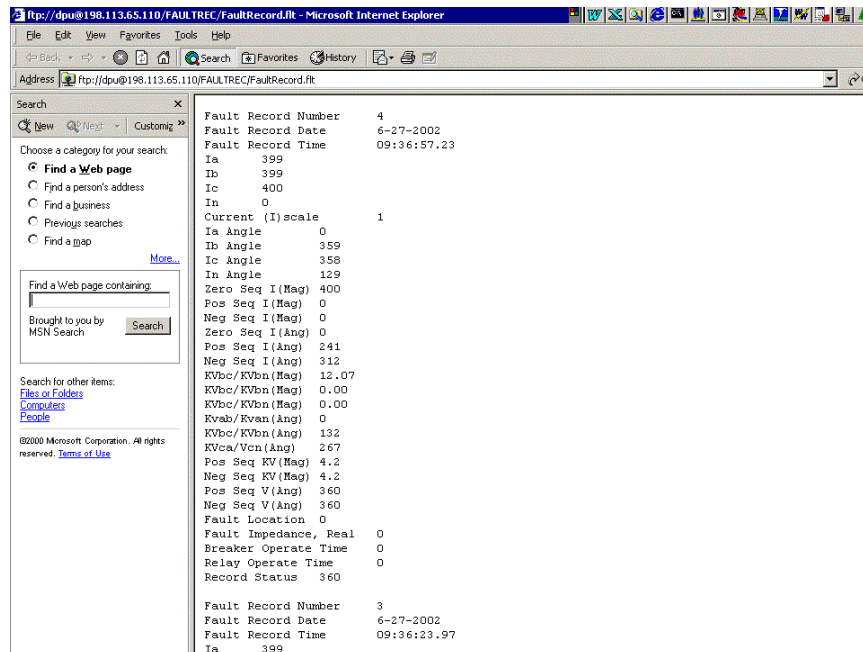 ftp://dpu@198.113.65.110/FAULTREC/FaultRecord.flt - Microsoft Internet Explorer
File Edit View Favorites Tools Help
Back Search Favorites History
Address ftp://dpu@198.113.65.110/FAULTREC/FaultRecord.flt
Search
New Next Customiz
Choose a category for your search:
Find a Web page
Find a person's address
Find a business
Previous searches
Find a map
More...
Find a Web page containing:
Brought to you by
MSN Search
Search
Search for other items:
Files or Folders
Computers
People
©2000 Microsoft Corporation. All rights
reserved. Terms of Use
Fault Record Number 4
Fault Record Date 6-27-2002
Fault Record Time 09:36:57.23
Ia 399
Ib 399
Ic 400
In 0
Current (I)scale 1
Ia Angle 0
Ib Angle 359
Ic Angle 358
In Angle 129
Zero Seq I(Mag) 400
Pos Seq I(Mag) 0
Neg Seq I(Mag) 0
Zero Seq I(Ang) 0
Pos Seq I(Ang) 241
Neg Seq I(Ang) 312
KVbc/KVbn(Mag) 12.07
KVbc/KVbn(Mag) 0.00
KVbc/KVbn(Mag) 0.00
Kvab/Kvan(Ang) 0
KVbc/KVbn(Ang) 132
KVca/Vcn(Ang) 267
Pos Seq KV(Mag) 4.2
Neg Seq KV(Mag) 4.2
Pos Seq V(Ang) 360
Neg Seq V(Ang) 360
Fault Location 0
Fault Impedance, Real 0
Breaker Operate Time 0
Relay Operate Time 0
Record Status 360
Fault Record Number 3
Fault Record Date 6-27-2002
Fault Record Time 09:36:23.97
Ia 399